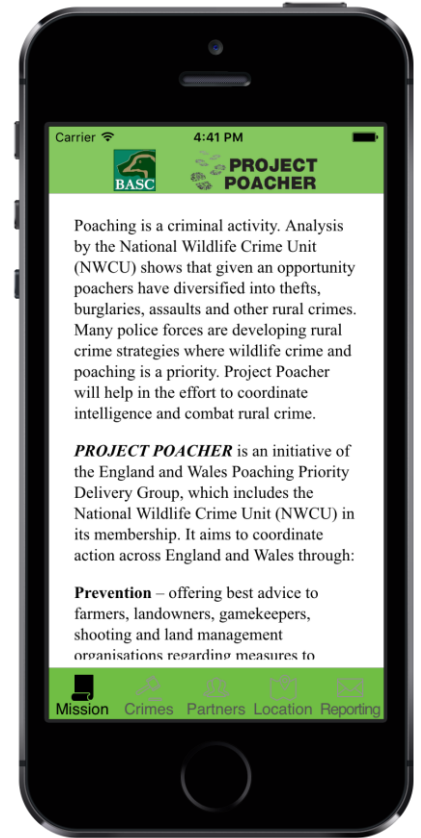 Carrier 4:41 PM
BASC
PROJECT
POACHER
Poaching is a criminal activity. Analysis
by the National Wildlife Crime Unit
(NWCU) shows that given an opportunity
poachers have diversified into thefts,
burglaries, assaults and other rural crimes.
Many police forces are developing rural
crime strategies where wildlife crime and
poaching is a priority. Project Poacher
will help in the effort to coordinate
intelligence and combat rural crime.
PROJECT POACHER is an initiative of
the England and Wales Poaching Priority
Delivery Group, which includes the
National Wildlife Crime Unit (NWCU) in
its membership. It aims to coordinate
action across England and Wales through:
Prevention – offering best advice to
farmers, landowners, gamekeepers,
shooting and land management
organisations regarding measures to
Mission Crimes Partners Location Reporting